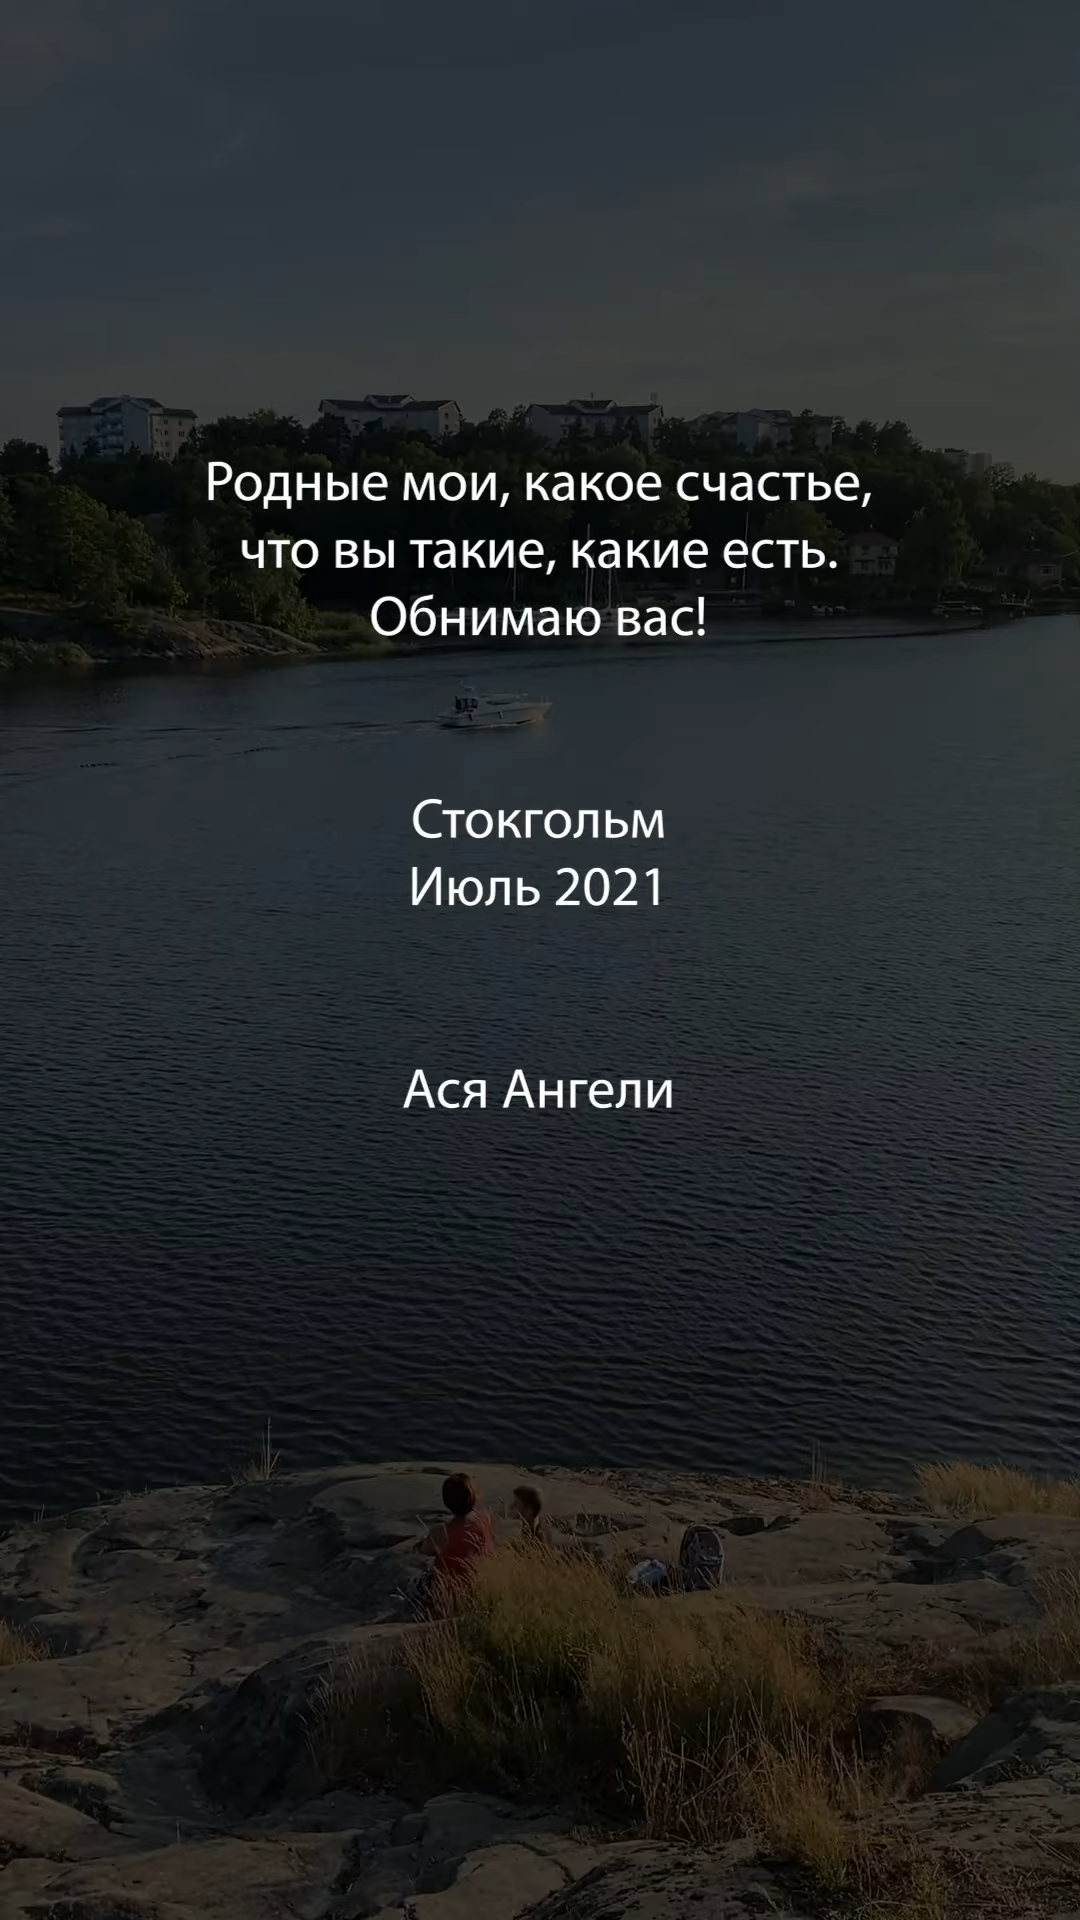 Родные мои, какое счастье,
что вы такие, какие есть.
Обнимаю вас!
Стокгольм
Июль 2021
Ася Ангели